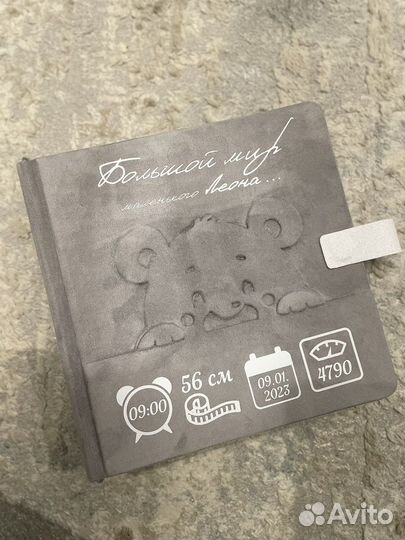 Большой мир
маленького Леона...
09:00
56 см
09.01.
2023
4790
Avito